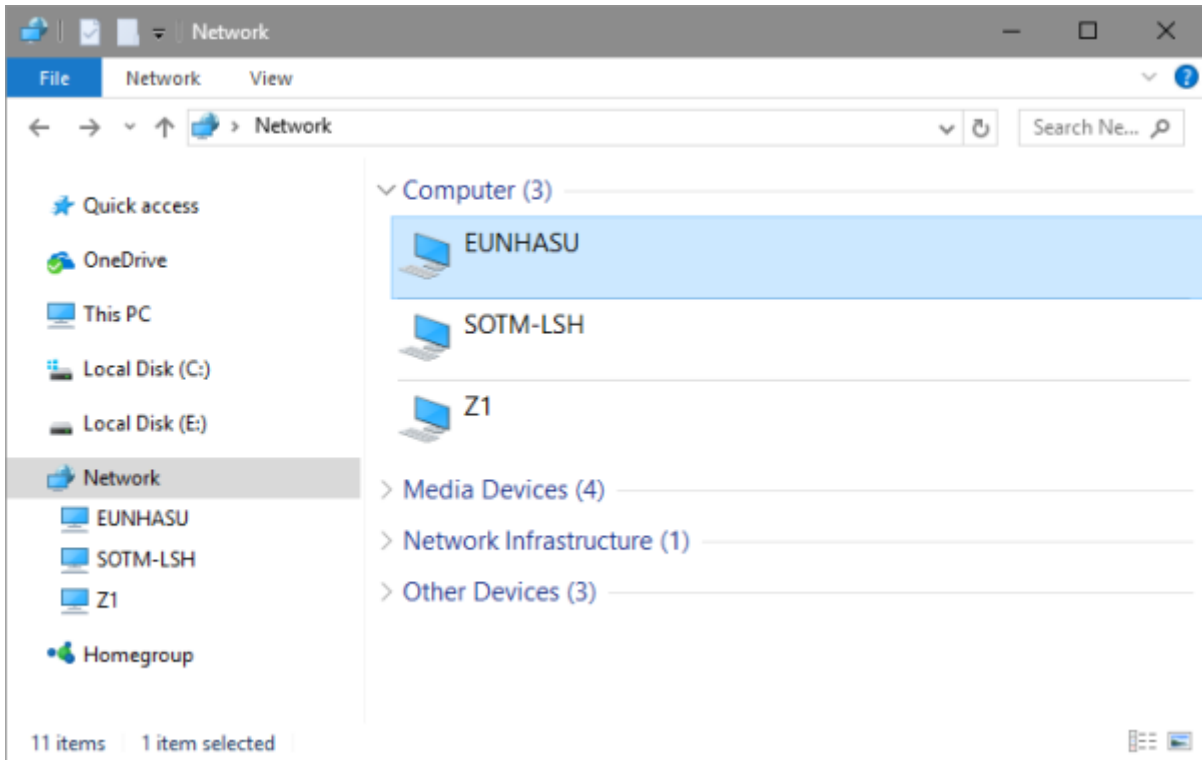 Network
File Network View
Network
Search Ne...
Quick access
OneDrive
This PC
Local Disk (C:)
Local Disk (E:)
Network
EUNHASU
SOTM-LSH
Z1
Homegroup
Computer (3)
EUNHASU
SOTM-LSH
Z1
Media Devices (4)
Network Infrastructure (1)
Other Devices (3)
11 items 1 item selected